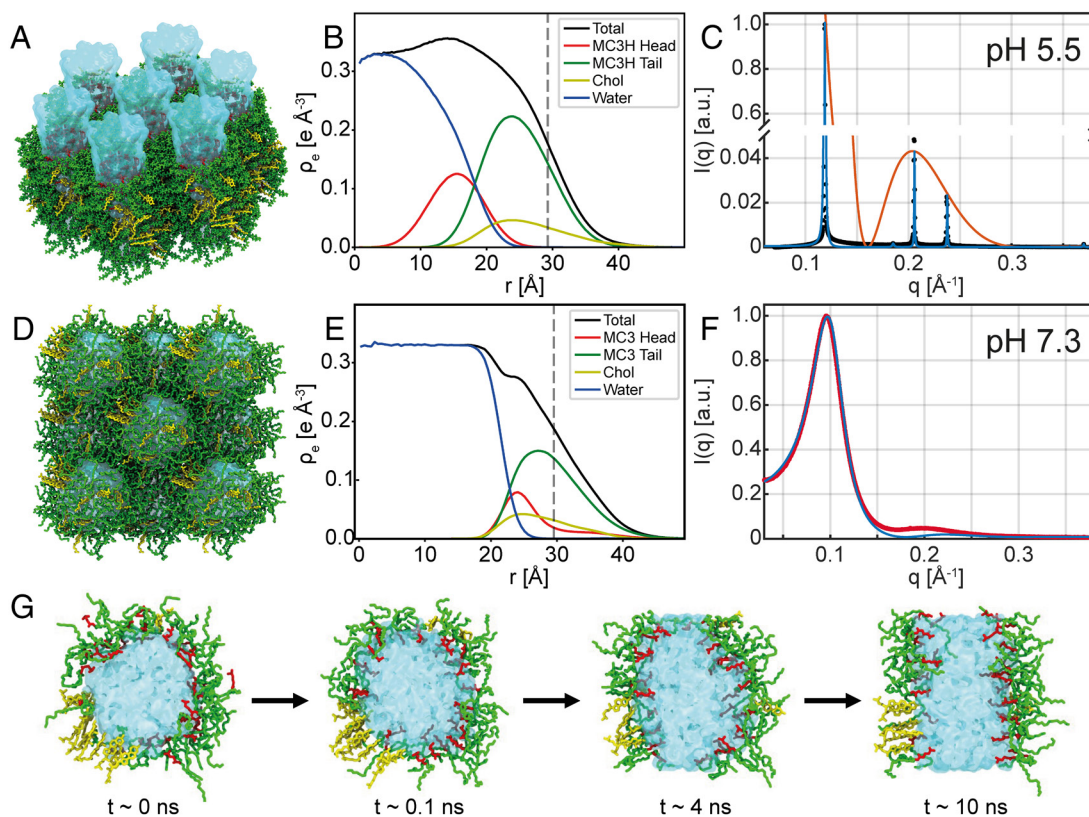 A
B
ρe [e Å-3]
0.3
0.2
0.1
0.0
0
10
20
30
40
r [Å]
Total
MC3H Head
MC3H Tail
Chol
Water
C
I(q) [a.u.]
1.0
0.8
0.6
0.04
0.02
0
0.1
0.2
0.3
q [Å-1]
pH 5.5
D
E
ρe [e Å-3]
0.3
0.2
0.1
0.0
0
10
20
30
40
r [Å]
Total
MC3 Head
MC3 Tail
Chol
Water
F
I(q) [a.u.]
1.0
0.8
0.6
0.4
0.2
0
0.1
0.2
0.3
q [Å-1]
pH 7.3
G
t ~ 0 ns
t ~ 0.1 ns
t ~ 4 ns
t ~ 10 ns